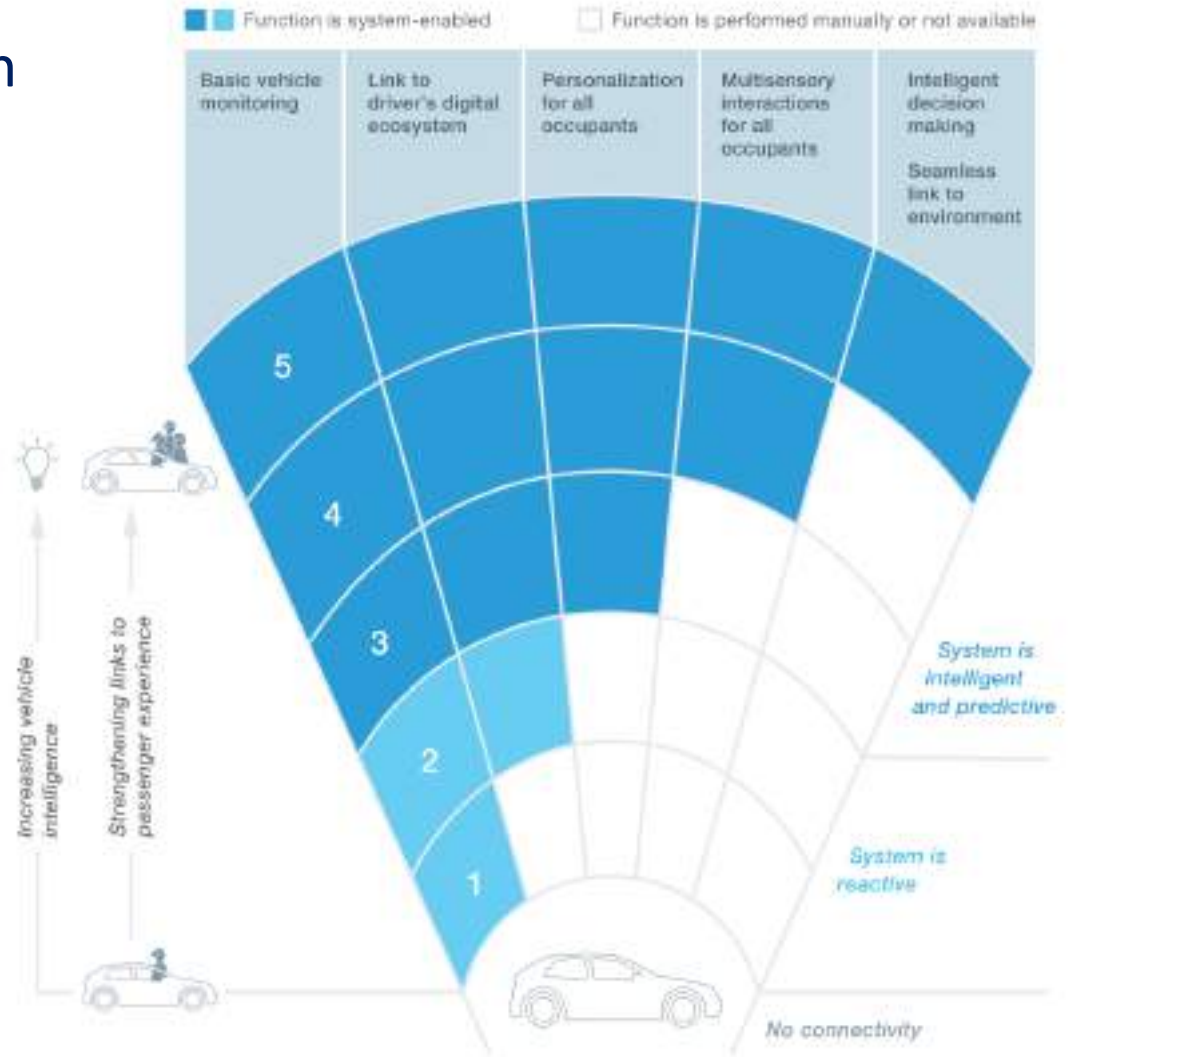 n
Function is system-enabled
Function is performed manually or not available
Basic vehicle
monitoring
Link to
driver's digital
ecosystem
Personalization
for all
occupants
Multisensory
interactions
for all
occupants
Intelligent
decision
making
Seamless
link to
environment
5
4
3
2
1
Increasing vehicle
intelligence
Strengthening links to
passenger experience
System is
intelligent
and predictive
System is
reactive
No connectivity